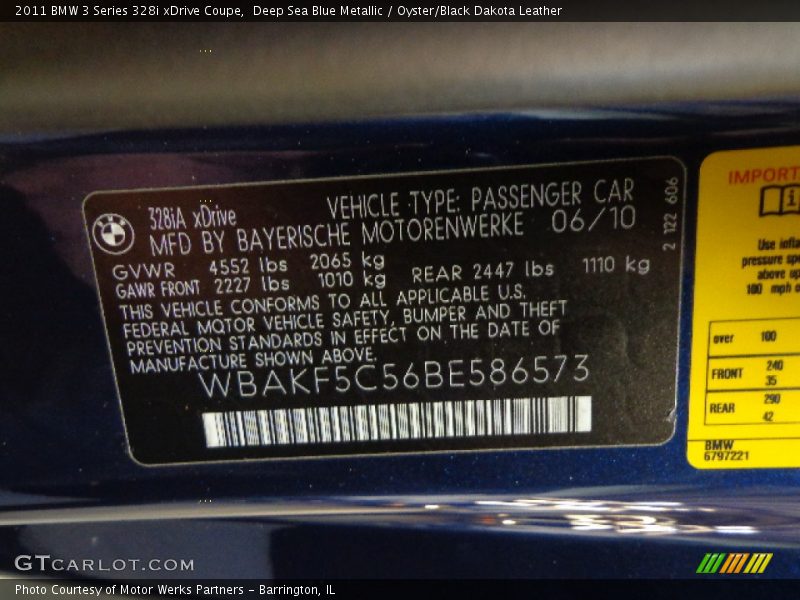 2011 BMW 3 Series 328i xDrive Coupe,  Deep Sea Blue Metallic / Oyster/Black Dakota Leather
328iA xDrive VEHICLE TYPE: PASSENGER CAR
MFD BY BAYERISCHE MOTORENWERKE 06/10
GVWR 4552 lbs 2065 kg
GAWR FRONT 2227 lbs 1010 kg REAR 2447 lbs 1110 kg
THIS VEHICLE CONFORMS TO ALL APPLICABLE U.S.
FEDERAL MOTOR VEHICLE SAFETY, BUMPER AND THEFT
PREVENTION STANDARDS IN EFFECT ON THE DATE OF
MANUFACTURE SHOWN ABOVE.
WBAKF5C56BE586573
2 122 606
IMPORT
Use infla
pressure spe
above up
100 mph o
over 100
FRONT 240 35
REAR 290 42
BMW
6797221
GTCARLOT.COM
Photo Courtesy of Motor Werks Partners - Barrington, IL